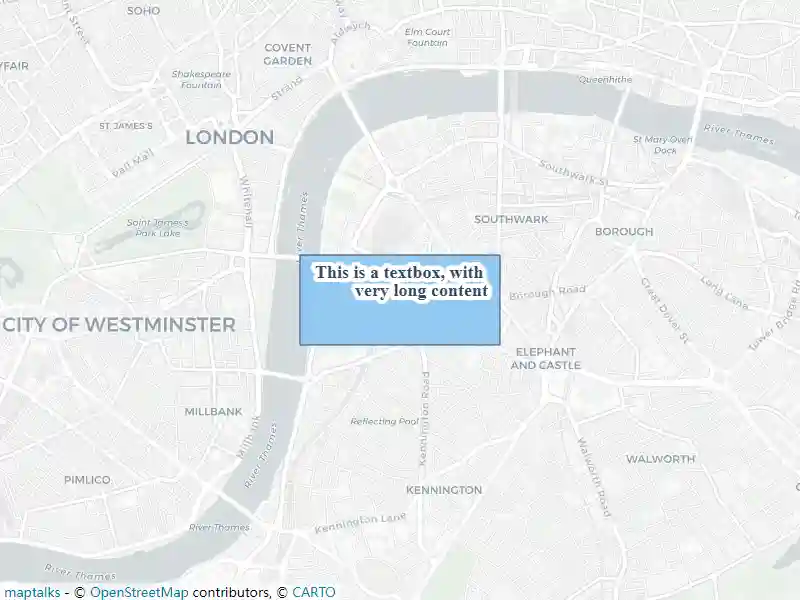 SOHO
Elm Court
Fountain
Aldwych
COVENT
GARDEN
Shakespeare
Fountain
Strand
Queenhithe
ST JAMES'S
LONDON
River Thames
St Mary Overi
Dock
Pall Mall
Southwark St
Whitehall
Saint James's
Park Lake
SOUTHWARK
BOROUGH
River Thames
This is a textbox, with
very long content
Borough Road
Long Lane
Great Dover St
Tower Bridge Ro
CITY OF WESTMINSTER
ELEPHANT
AND CASTLE
MILLBANK
Millbank
Reflecting Pool
Kennington Road
River Thames
WALWORTH
Walworth Road
PIMLICO
KENNINGTON
River Thames
Kennington Lane
River Thames
maptalks - © OpenStreetMap contributors, © CARTO